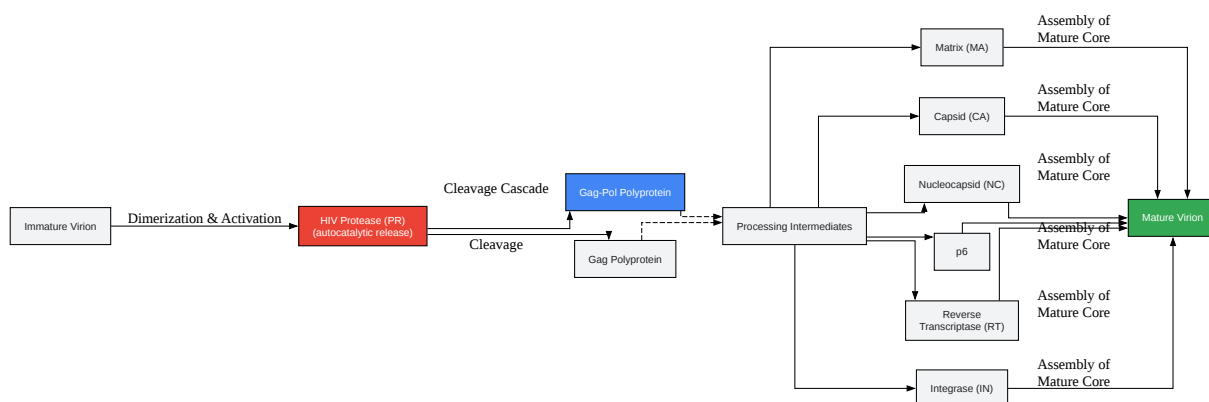 Immature Virion
Dimerization & Activation
HIV Protease (PR)
(autocatalytic release)
Cleavage Cascade
Cleavage
Gag-Pol Polyprotein
Gag Polyprotein
Processing Intermediates
Matrix (MA)
Assembly of
Mature Core
Capsid (CA)
Assembly of
Mature Core
Nucleocapsid (NC)
Assembly of
Mature Core
p6
Assembly of
Mature Core
Reverse
Transcriptase (RT)
Assembly of
Mature Core
Integrase (IN)
Assembly of
Mature Core
Mature Virion